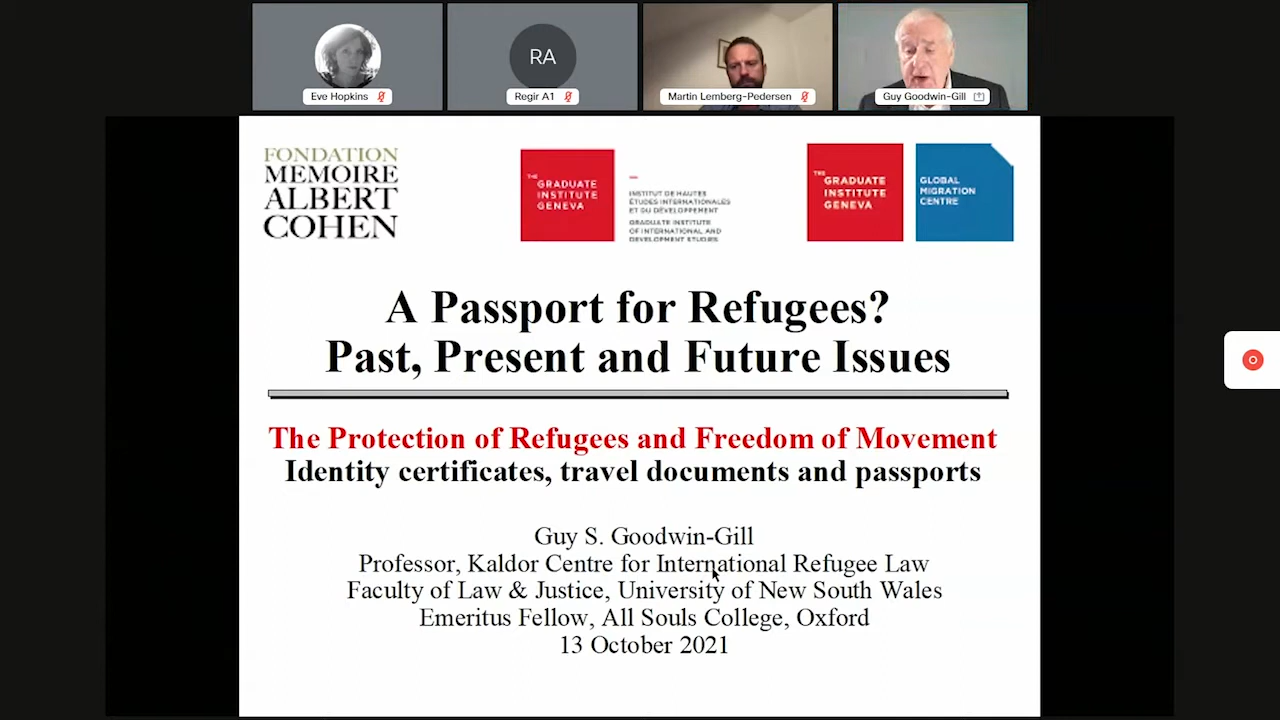 RA
Eve Hopkins
Regir A1
Martin Lemberg-Pedersen
Guy Goodwin-Gill
FONDATION
MEMOIRE
ALBERT
COHEN
THE
GRADUATE
INSTITUTE
GENEVA
INSTITUT DE HAUTES
ÉTUDES INTERNATIONALES
ET DU DÉVELOPPEMENT
GRADUATE INSTITUTE
OF INTERNATIONAL AND
DEVELOPMENT STUDIES
THE
GRADUATE
INSTITUTE
GENEVA
GLOBAL
MIGRATION
CENTRE
A Passport for Refugees?
Past, Present and Future Issues
The Protection of Refugees and Freedom of Movement
Identity certificates, travel documents and passports
Guy S. Goodwin-Gill
Professor, Kaldor Centre for International Refugee Law
Faculty of Law & Justice, University of New South Wales
Emeritus Fellow, All Souls College, Oxford
13 October 2021